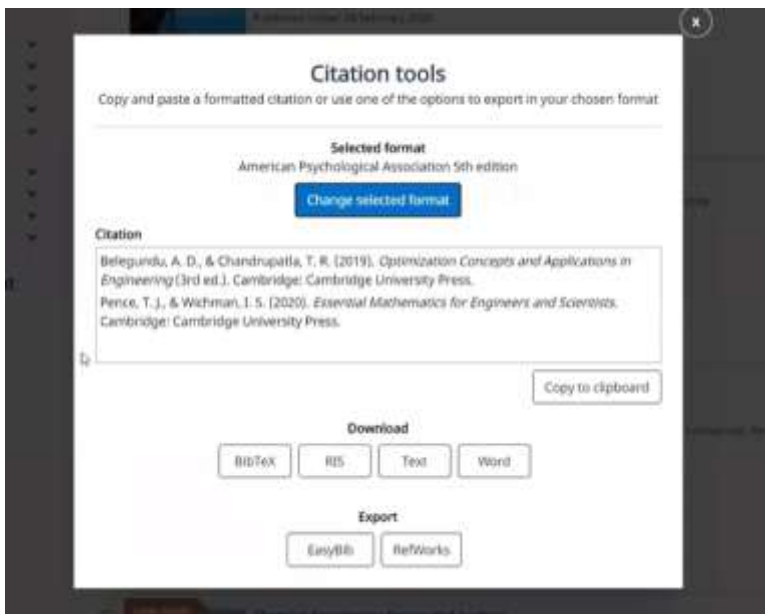 x
Citation tools
Copy and paste a formatted citation or use one of the options to export in your chosen format
Selected format
American Psychological Association 5th edition
Change selected format
Citation
Belegundu, A. D., & Chandrupatla, T. R. (2019). Optimization Concepts and Applications in
Engineering (3rd ed.). Cambridge: Cambridge University Press.
Pence, T. J., & Wichman, I. S. (2020). Essential Mathematics for Engineers and Scientists.
Cambridge: Cambridge University Press.
Copy to clipboard
Download
BibTeX RIS Text Word
Export
EasyBib RefWorks